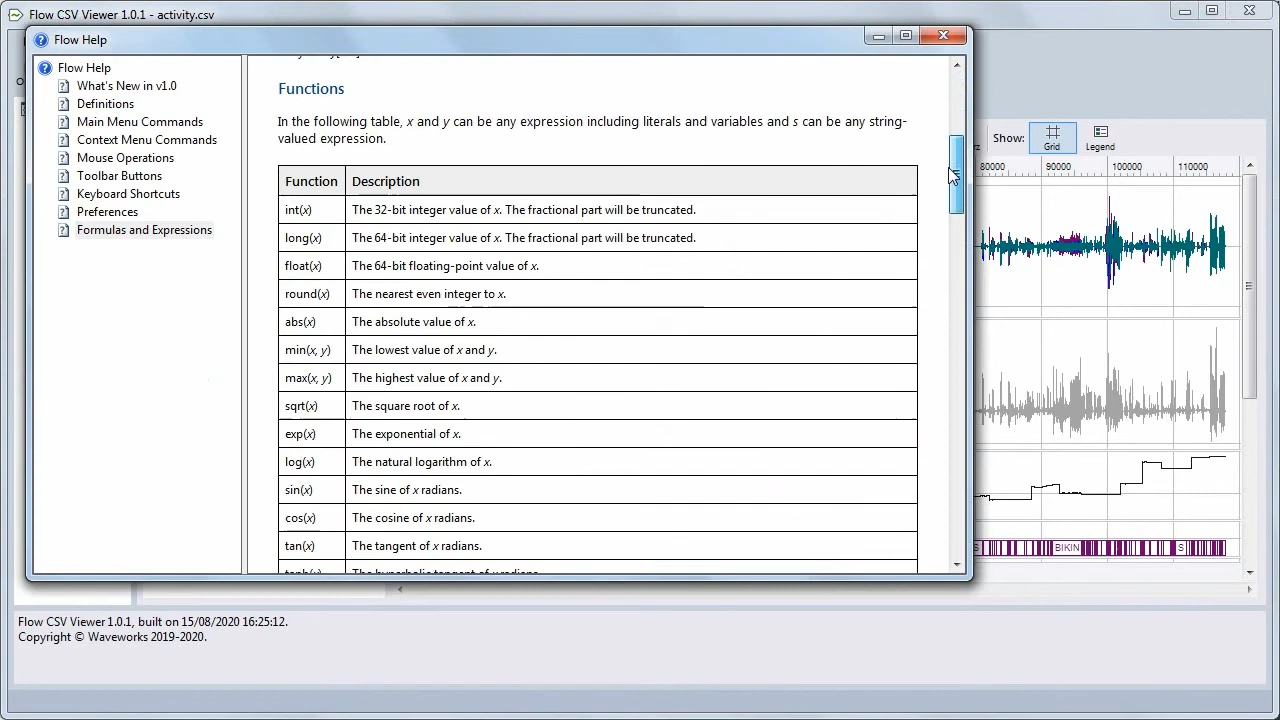 Flow CSV Viewer 1.0.1 - activity.csv
Flow Help
Flow Help
What's New in v1.0
Definitions
Main Menu Commands
Context Menu Commands
Mouse Operations
Toolbar Buttons
Keyboard Shortcuts
Preferences
Formulas and Expressions
Functions
In the following table, x and y can be any expression including literals and variables and s can be any string-
valued expression.
Function Description
int(x) The 32-bit integer value of x. The fractional part will be truncated.
long(x) The 64-bit integer value of x. The fractional part will be truncated.
float(x) The 64-bit floating-point value of x.
round(x) The nearest even integer to x.
abs(x) The absolute value of x.
min(x, y) The lowest value of x and y.
max(x, y) The highest value of x and y.
sqrt(x) The square root of x.
exp(x) The exponential of x.
log(x) The natural logarithm of x.
sin(x) The sine of x radians.
cos(x) The cosine of x radians.
tan(x) The tangent of x radians.
tanh(x) The hyperbolic tangent of x radians.
Show: Grid Legend
80000 90000 100000 110000
S BIKIN S
Flow CSV Viewer 1.0.1, built on 15/08/2020 16:25:12.
Copyright © Waveworks 2019-2020.